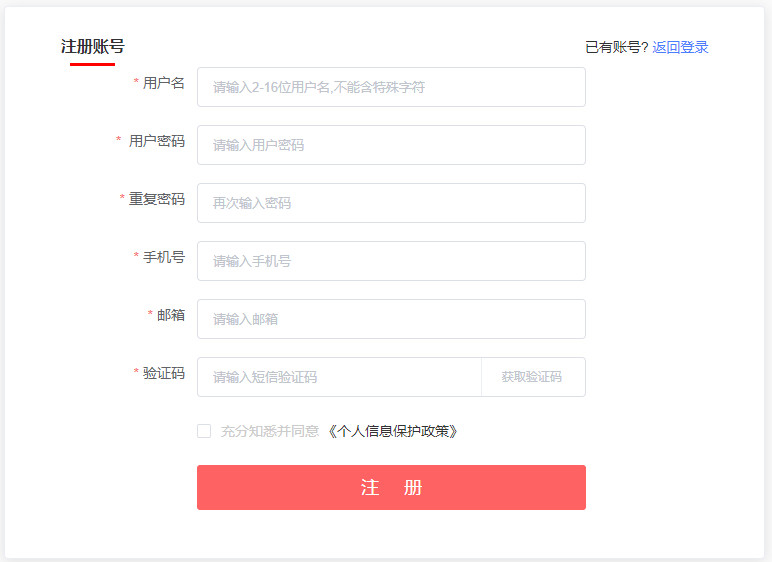 注册账号 已有账号? 返回登录
* 用户名 请输入2-16位用户名,不能含特殊字符
* 用户密码 请输入用户密码
* 重复密码 再次输入密码
* 手机号 请输入手机号
* 邮箱 请输入邮箱
* 验证码 请输入短信验证码 获取验证码
充分知悉并同意 《个人信息保护政策》
注 册